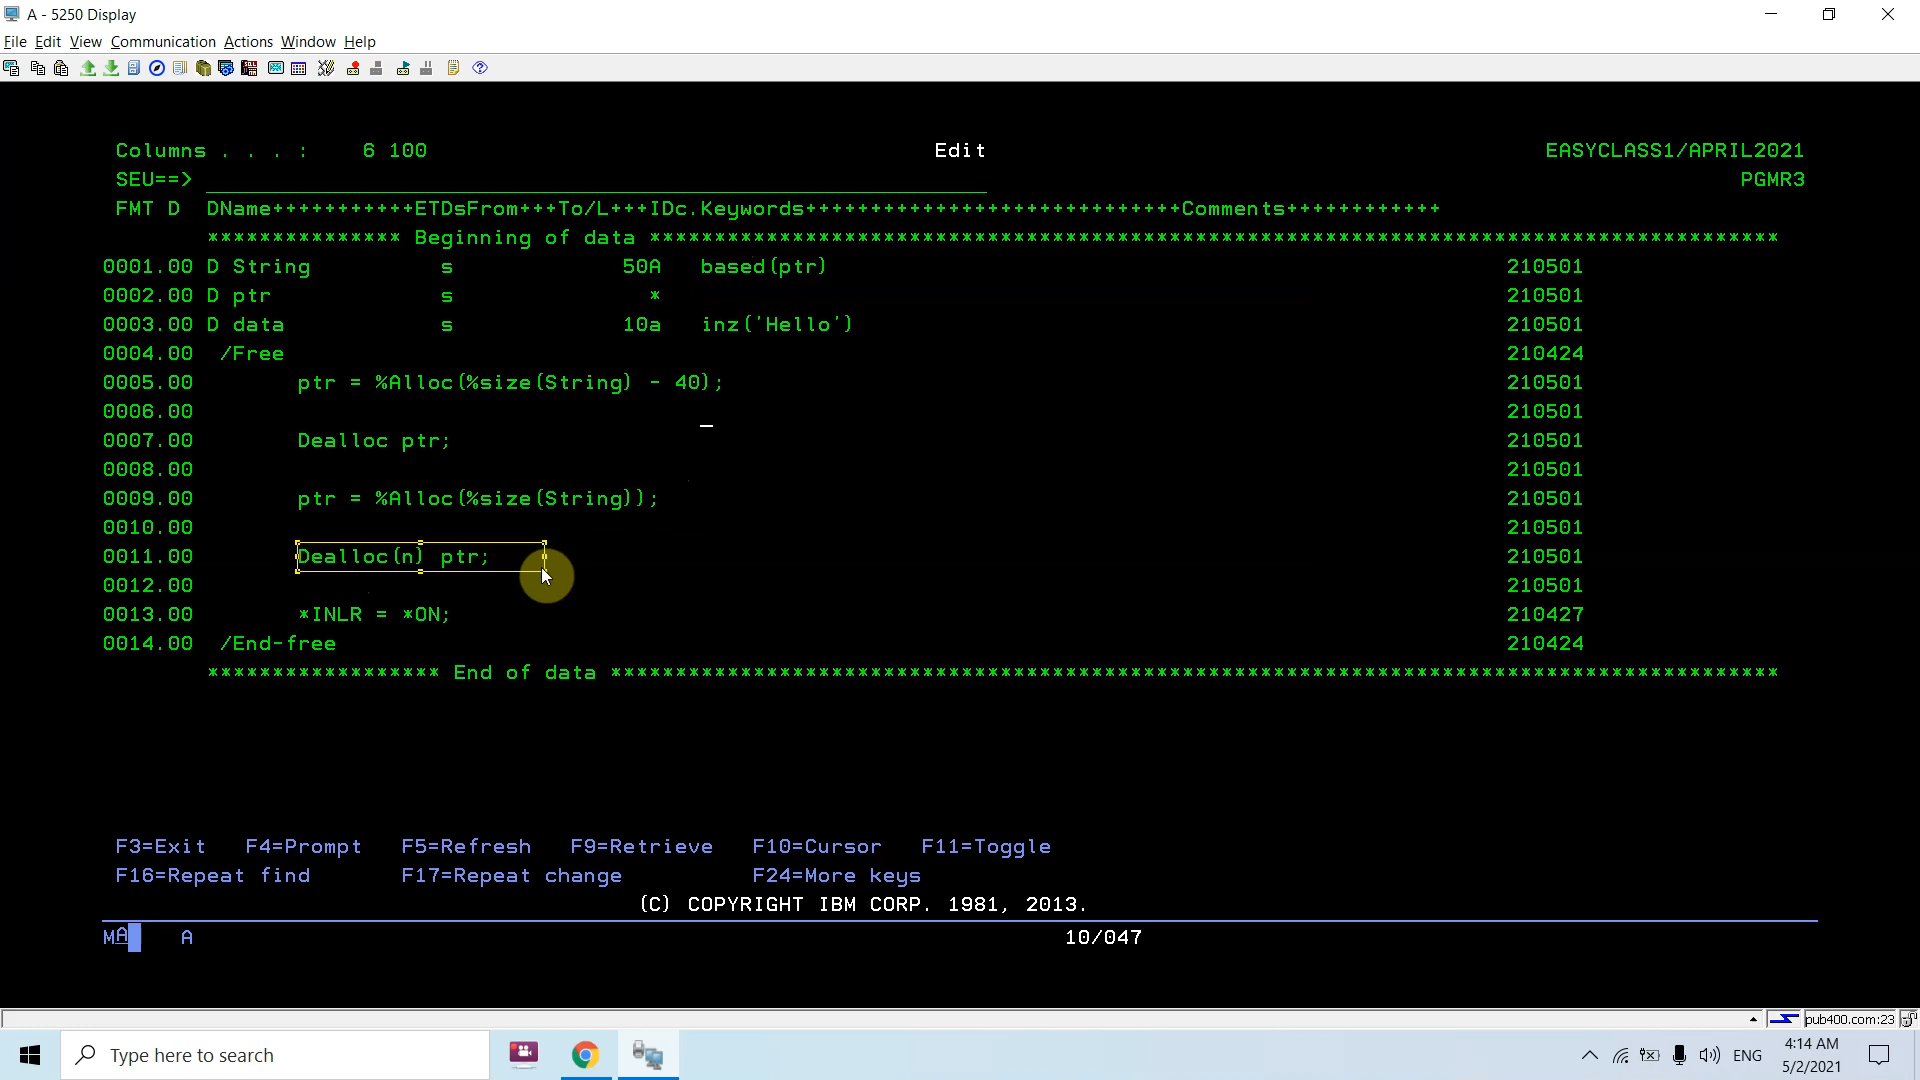 A - 5250 Display
File Edit View Communication Actions Window Help
Columns . . . :    6 100                                       Edit                                           EASYCLASS1/APRIL2021
SEU==> ____________________________________________________________ PGMR3
FMT D  DName+++++++++++ETDsFrom+++To/L+++IDc.Keywords+++++++++++++++++++++++++++++Comments++++++++++++
*************** Beginning of data ***************************************************************************************
0001.00 D String          s             50A   based(ptr)                                                    210501
0002.00 D ptr             s               *                                                                 210501
0003.00 D data            s             10a   inz('Hello')                                                  210501
0004.00  /Free                                                                                              210424
0005.00        ptr = %Alloc(%size(String) - 40);                                                            210501
0006.00                                                                                                     210501
0007.00        Dealloc ptr;                                                                                 210501
0008.00                                                                                                     210501
0009.00        ptr = %Alloc(%size(String));                                                                 210501
0010.00                                                                                                     210501
0011.00        Dealloc(n) ptr;                                                                              210501
0012.00                                                                                                     210501
0013.00        *INLR = *ON;                                                                                 210427
0014.00  /End-free                                                                                          210424
****************** End of data ******************************************************************************************
F3=Exit   F4=Prompt   F5=Refresh   F9=Retrieve   F10=Cursor   F11=Toggle
F16=Repeat find       F17=Repeat change          F24=More keys
(C) COPYRIGHT IBM CORP. 1981, 2013.
MA    A    10/047
pub400.com:23
Type here to search
ENG
4:14 AM
5/2/2021